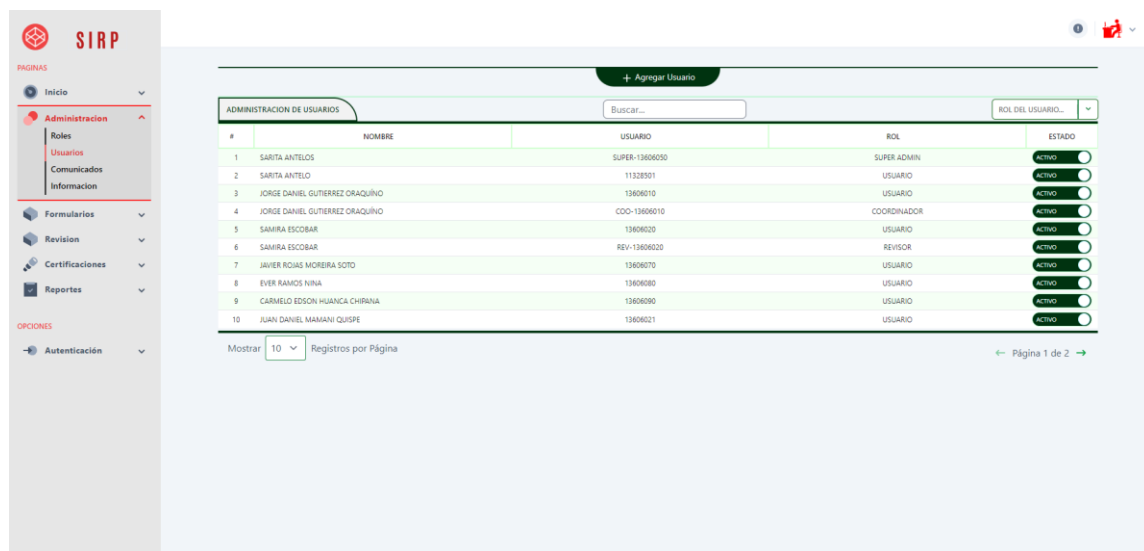 SIRP
PAGINAS
Inicio
Administracion
Roles
Usuarios
Comunicados
Informacion
Formularios
Revision
Certificaciones
Reportes
OPCIONES
Autenticación
+ Agregar Usuario
ADMINISTRACION DE USUARIOS Buscar... ROL DEL USUARIO...
# NOMBRE USUARIO ROL ESTADO
1 SARITA ANTELOS SUPER-13606050 SUPER ADMIN ACTIVO
2 SARITA ANTELO 11328501 USUARIO ACTIVO
3 JORGE DANIEL GUTIERREZ ORAQUÍNO 13606010 USUARIO ACTIVO
4 JORGE DANIEL GUTIERREZ ORAQUÍNO COO-13606010 COORDINADOR ACTIVO
5 SAMIRA ESCOBAR 13606020 USUARIO ACTIVO
6 SAMIRA ESCOBAR REV-13606020 REVISOR ACTIVO
7 JAVIER ROJAS MOREIRA SOTO 13606070 USUARIO ACTIVO
8 EVER RAMOS NINA 13606080 USUARIO ACTIVO
9 CARMELO EDSON HUANCA CHIPANA 13606090 USUARIO ACTIVO
10 JUAN DANIEL MAMANI QUISPE 13606021 USUARIO ACTIVO
Mostrar 10 Registros por Página
← Página 1 de 2 →